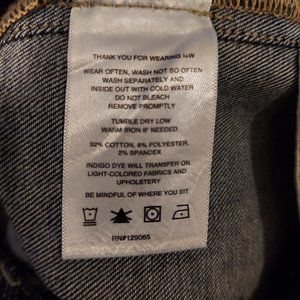 THANK YOU FOR WEARING I+W
WEAR OFTEN, WASH NOT SO OFTEN
WASH SEPARATELY AND
INSIDE OUT WITH COLD WATER
DO NOT BLEACH
REMOVE PROMPTLY
TUMBLE DRY LOW
WARM IRON IF NEEDED
92% COTTON, 6% POLYESTER,
2% SPANDEX
INDIGO DYE WILL TRANSFER ON
LIGHT-COLORED FABRICS AND
UPHOLSTERY
BE MINDFUL OF WHERE YOU SIT
RN#129065